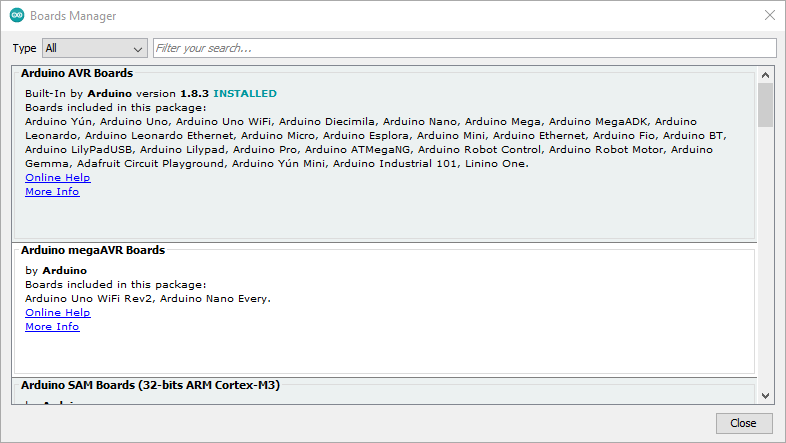 Boards Manager
Type All Filter your search...
Arduino AVR Boards
Built-In by Arduino version 1.8.3 INSTALLED
Boards included in this package:
Arduino Yún, Arduino Uno, Arduino Uno WiFi, Arduino Diecimila, Arduino Nano, Arduino Mega, Arduino MegaADK, Arduino
Leonardo, Arduino Leonardo Ethernet, Arduino Micro, Arduino Esplora, Arduino Mini, Arduino Ethernet, Arduino Fio, Arduino BT,
Arduino LilyPadUSB, Arduino Lilypad, Arduino Pro, Arduino ATMegaNG, Arduino Robot Control, Arduino Robot Motor, Arduino
Gemma, Adafruit Circuit Playground, Arduino Yún Mini, Arduino Industrial 101, Linino One.
Online Help
More Info
Arduino megaAVR Boards
by Arduino
Boards included in this package:
Arduino Uno WiFi Rev2, Arduino Nano Every.
Online Help
More Info
Arduino SAM Boards (32-bits ARM Cortex-M3)
Close